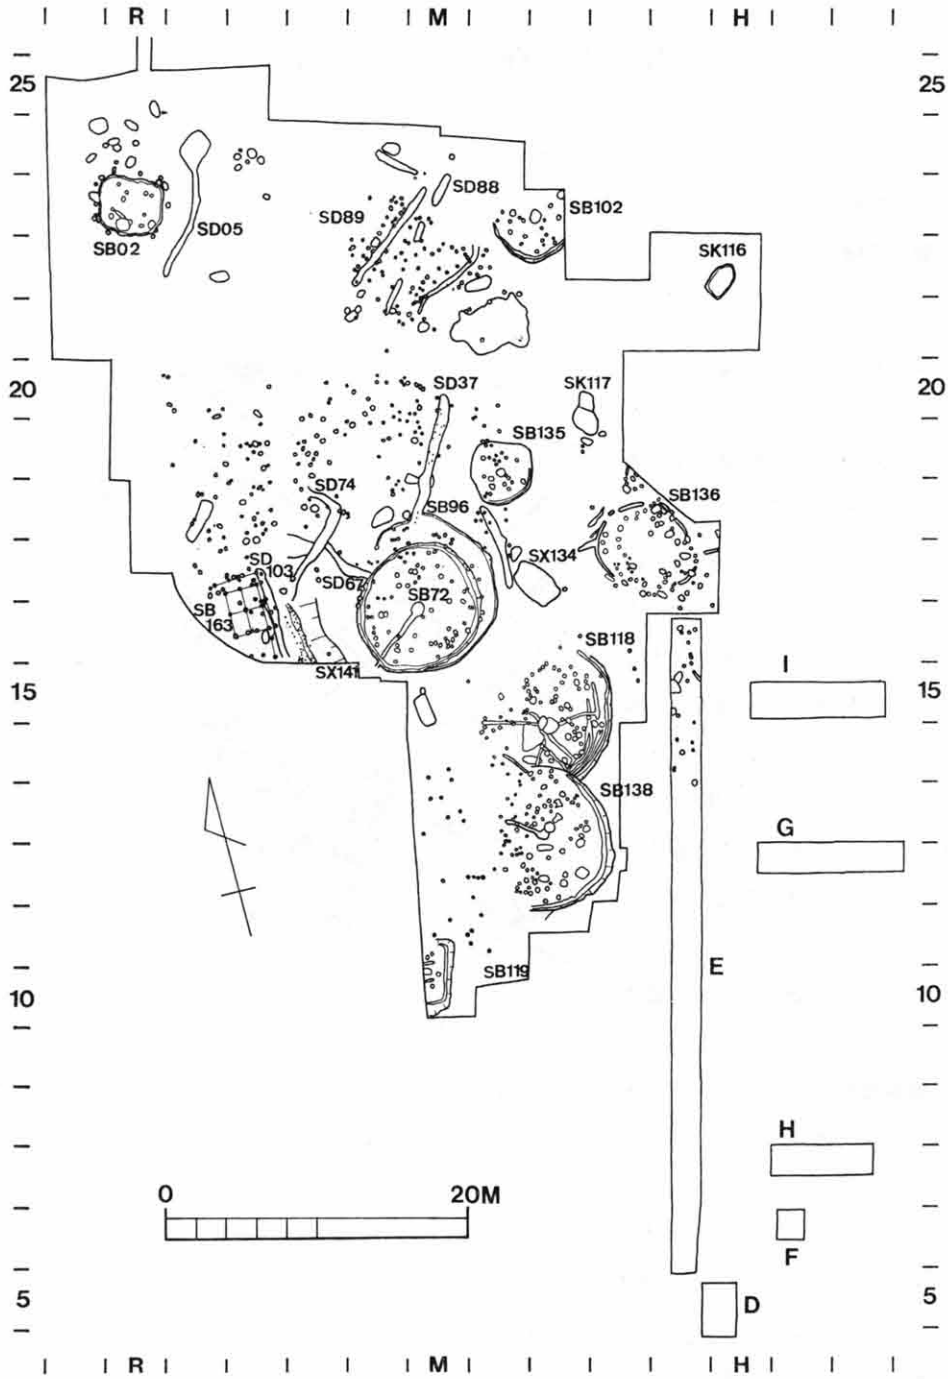 R M H
25 25
SD88
SD89
SB102
SB02
SD05
SK116
20 20
SD37
SK117
SB135
SD74
SB136
SB96
SX134
SD
103
SD67
SB72
SB
163
SB118
SX141
I
15 15
SB138
G
SB119
E
10 10
H
0 20M
F
5 5
D
R M H